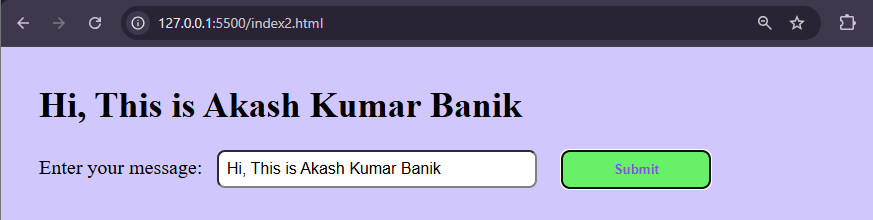 127.0.0.1:5500/index2.html
Hi, This is Akash Kumar Banik
Enter your message: Hi, This is Akash Kumar Banik Submit